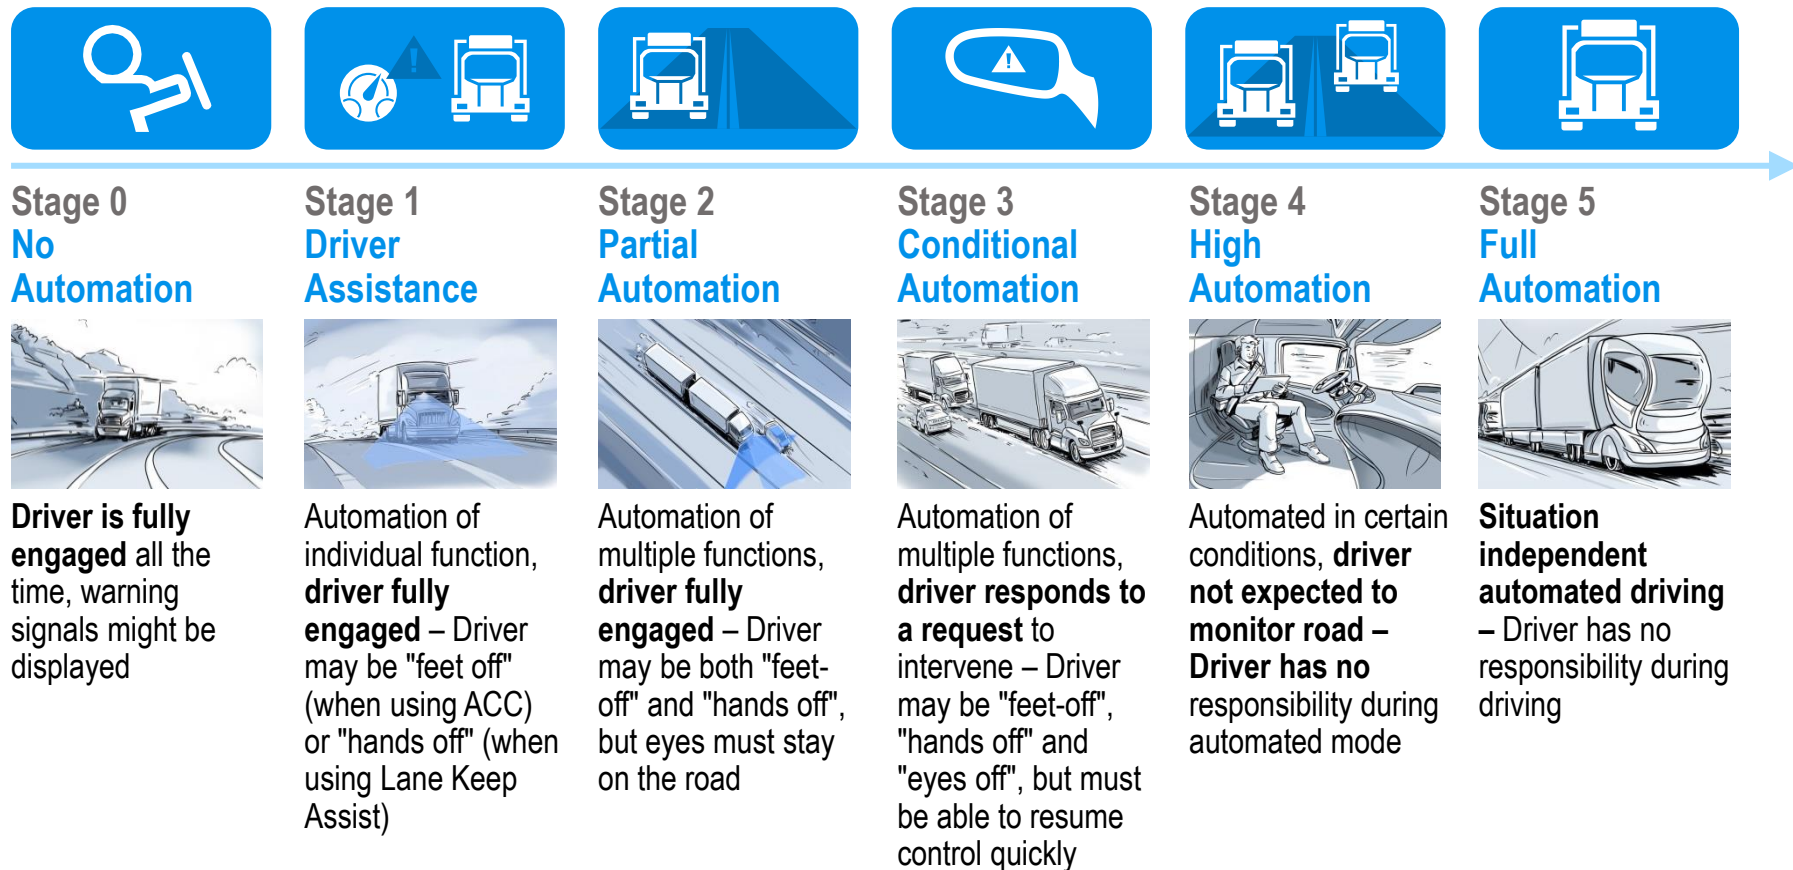 Stage 0
No
Automation
Driver is fully
engaged all the
time, warning
signals might be
displayed
Stage 1
Driver
Assistance
Automation of
individual function,
driver fully
engaged – Driver
may be "feet off"
(when using ACC)
or "hands off" (when
using Lane Keep
Assist)
Stage 2
Partial
Automation
Automation of
multiple functions,
driver fully
engaged – Driver
may be both "feet-
off" and "hands off",
but eyes must stay
on the road
Stage 3
Conditional
Automation
Automation of
multiple functions,
driver responds to
a request to
intervene – Driver
may be "feet-off",
"hands off" and
"eyes off", but must
be able to resume
control quickly
Stage 4
High
Automation
Automated in certain
conditions, driver
not expected to
monitor road –
Driver has no
responsibility during
automated mode
Stage 5
Full
Automation
Situation
independent
automated driving
– Driver has no
responsibility during
driving